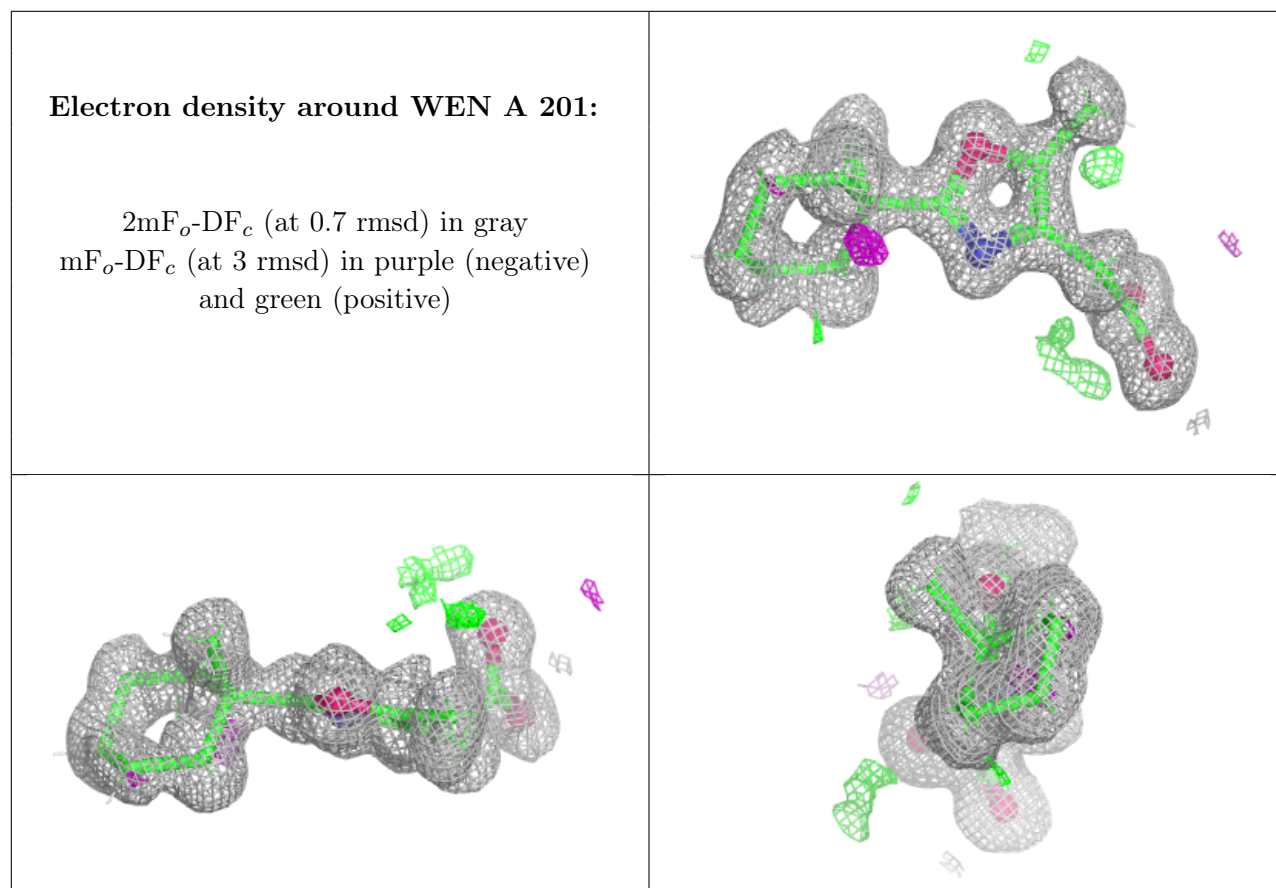 Electron density around WEN A 201:
2mFo-DFc (at 0.7 rmsd) in gray
mFo-DFc (at 3 rmsd) in purple (negative)
and green (positive)